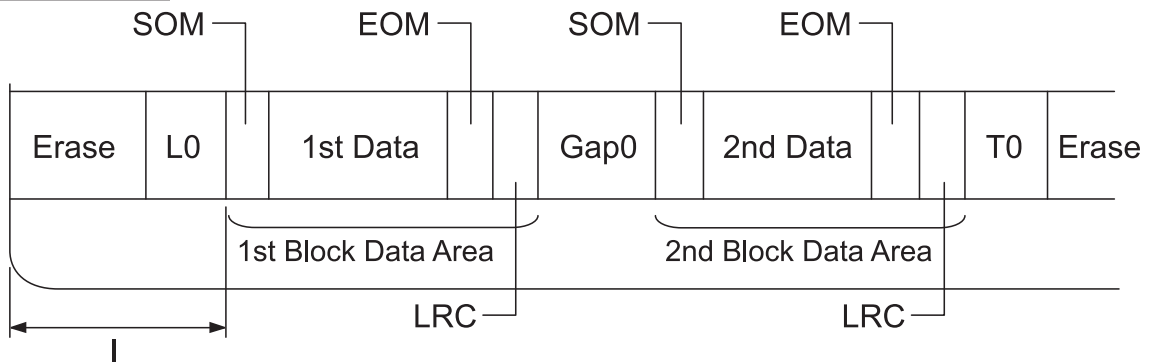 SOM EOM SOM EOM
Erase L0 1st Data Gap0 2nd Data T0 Erase
1st Block Data Area 2nd Block Data Area
LRC LRC
I